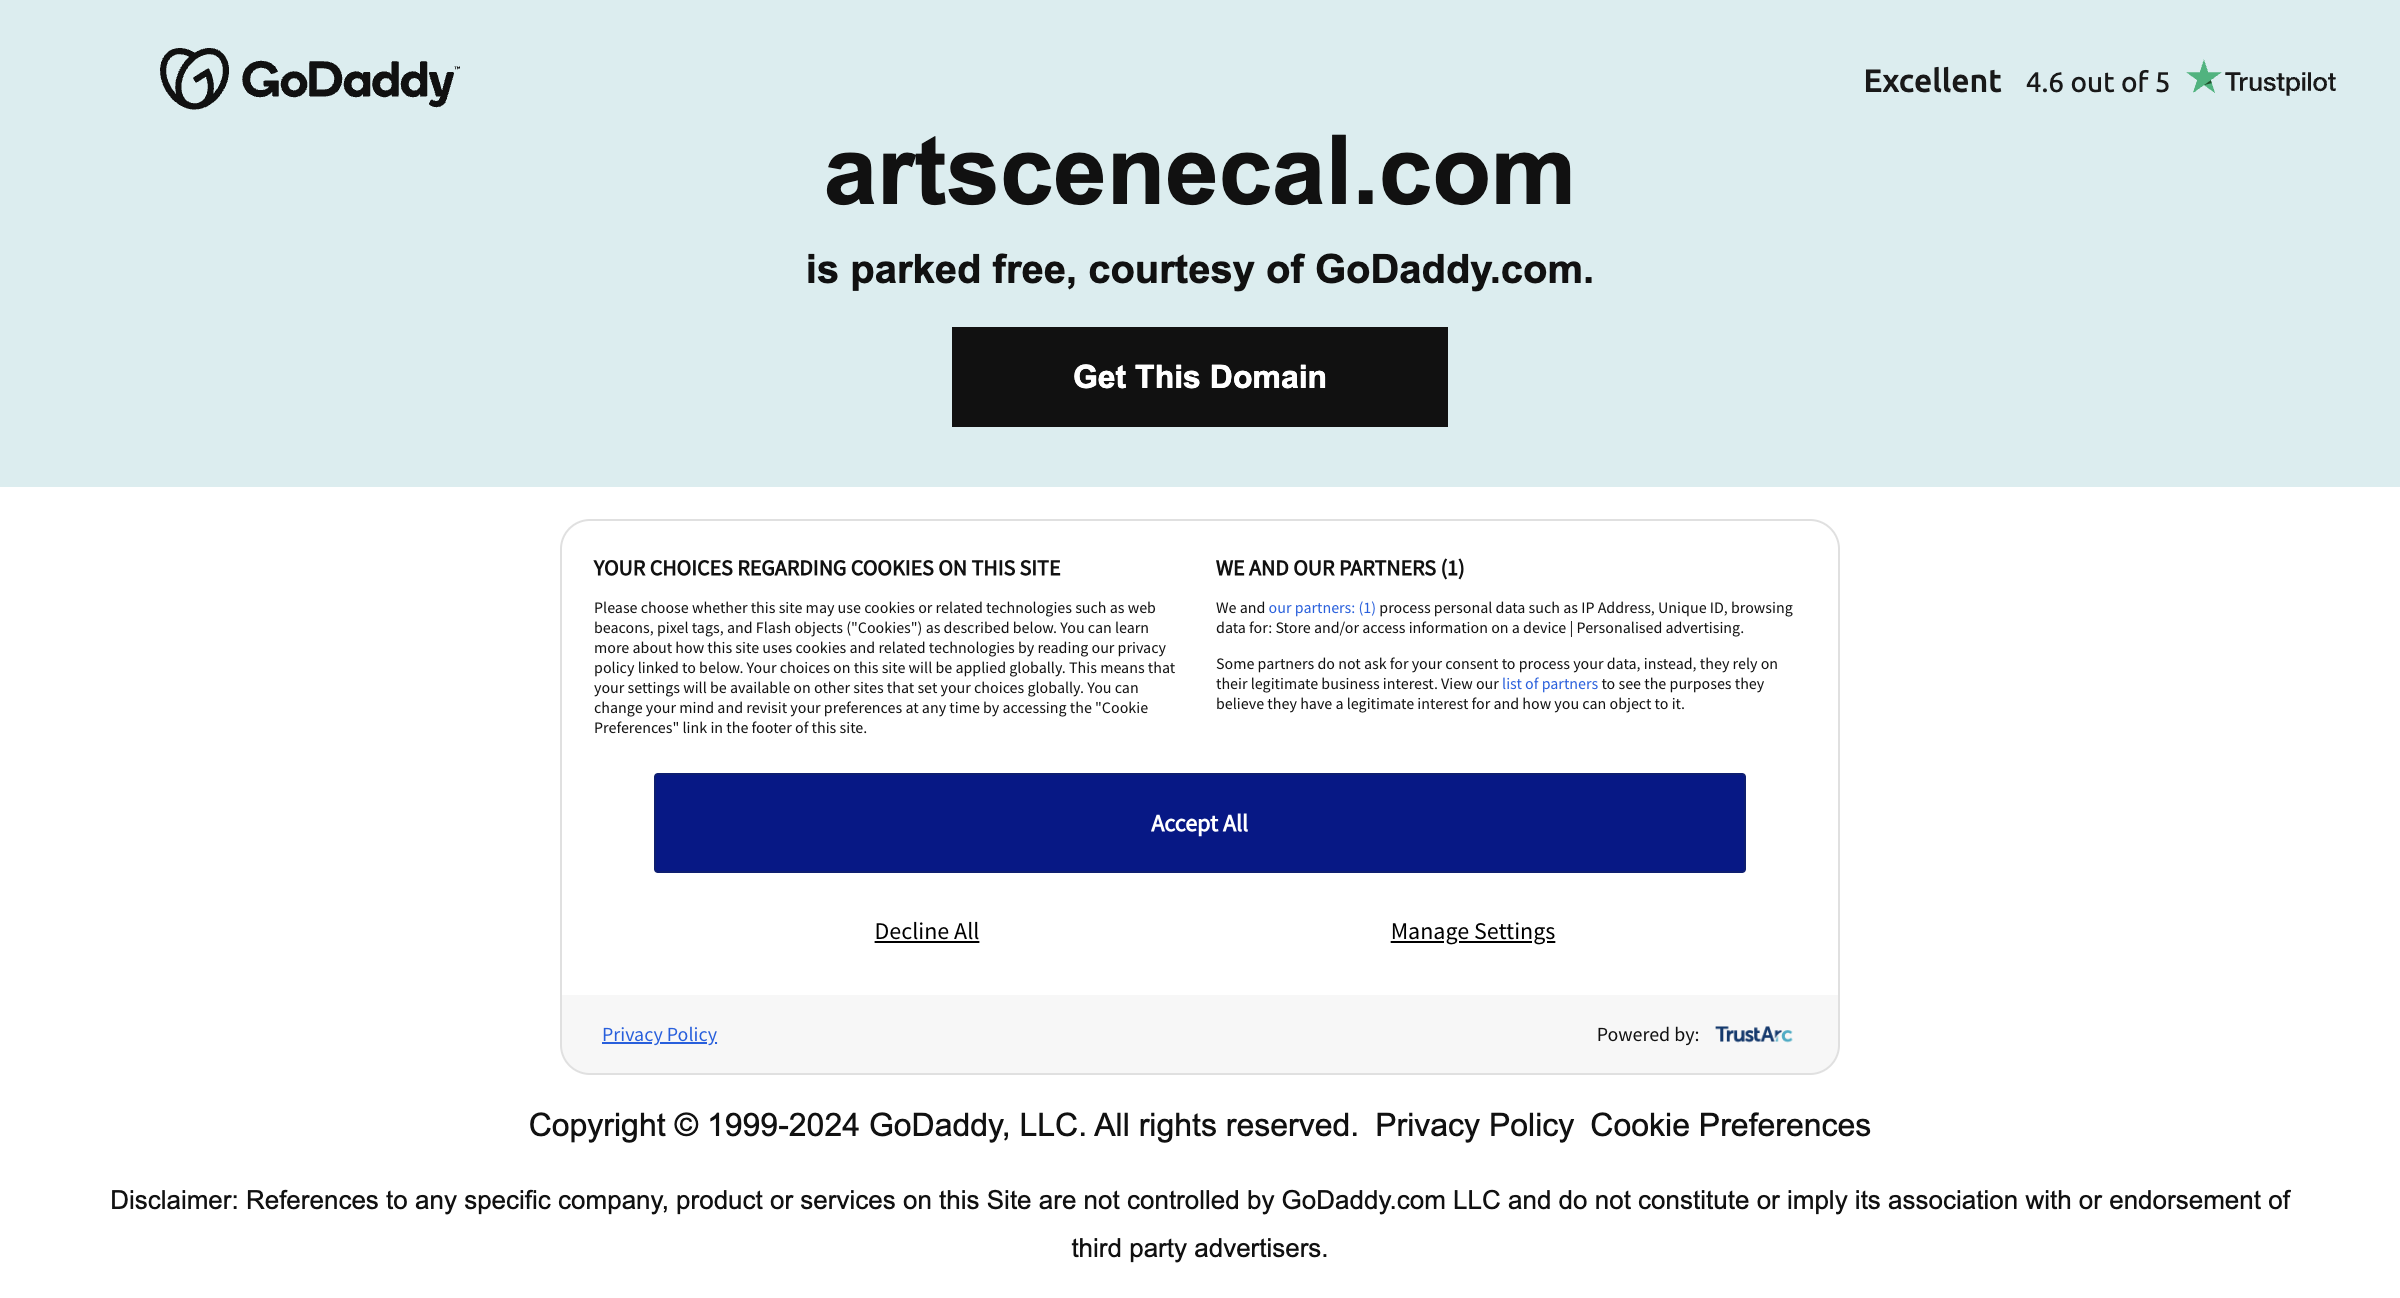 GoDaddy™
Excellent 4.6 out of 5 Trustpilot
artscenecal.com
is parked free, courtesy of GoDaddy.com.
Get This Domain
YOUR CHOICES REGARDING COOKIES ON THIS SITE
Please choose whether this site may use cookies or related technologies such as web
beacons, pixel tags, and Flash objects ("Cookies") as described below. You can learn
more about how this site uses cookies and related technologies by reading our privacy
policy linked to below. Your choices on this site will be applied globally. This means that
your settings will be available on other sites that set your choices globally. You can
change your mind and revisit your preferences at any time by accessing the "Cookie
Preferences" link in the footer of this site.
WE AND OUR PARTNERS (1)
We and our partners: (1) process personal data such as IP Address, Unique ID, browsing
data for: Store and/or access information on a device | Personalised advertising.
Some partners do not ask for your consent to process your data, instead, they rely on
their legitimate business interest. View our list of partners to see the purposes they
believe they have a legitimate interest for and how you can object to it.
Accept All
Decline All
Manage Settings
Privacy Policy
Powered by: TrustArc
Copyright © 1999-2024 GoDaddy, LLC. All rights reserved. Privacy Policy Cookie Preferences
Disclaimer: References to any specific company, product or services on this Site are not controlled by GoDaddy.com LLC and do not constitute or imply its association with or endorsement of
third party advertisers.